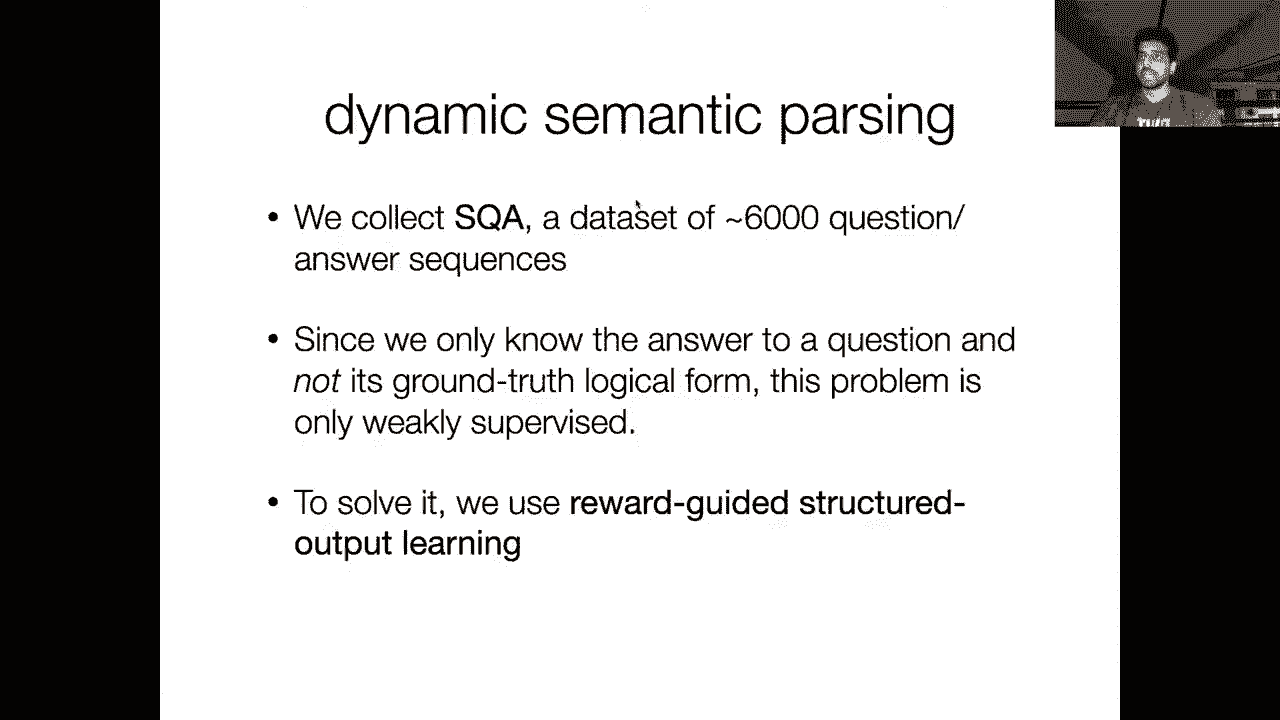 dynamic semantic parsing
• We collect SQA, a dataset of ~6000 question/
answer sequences
• Since we only know the answer to a question and
not its ground-truth logical form, this problem is
only weakly supervised.
• To solve it, we use reward-guided structured-
output learning